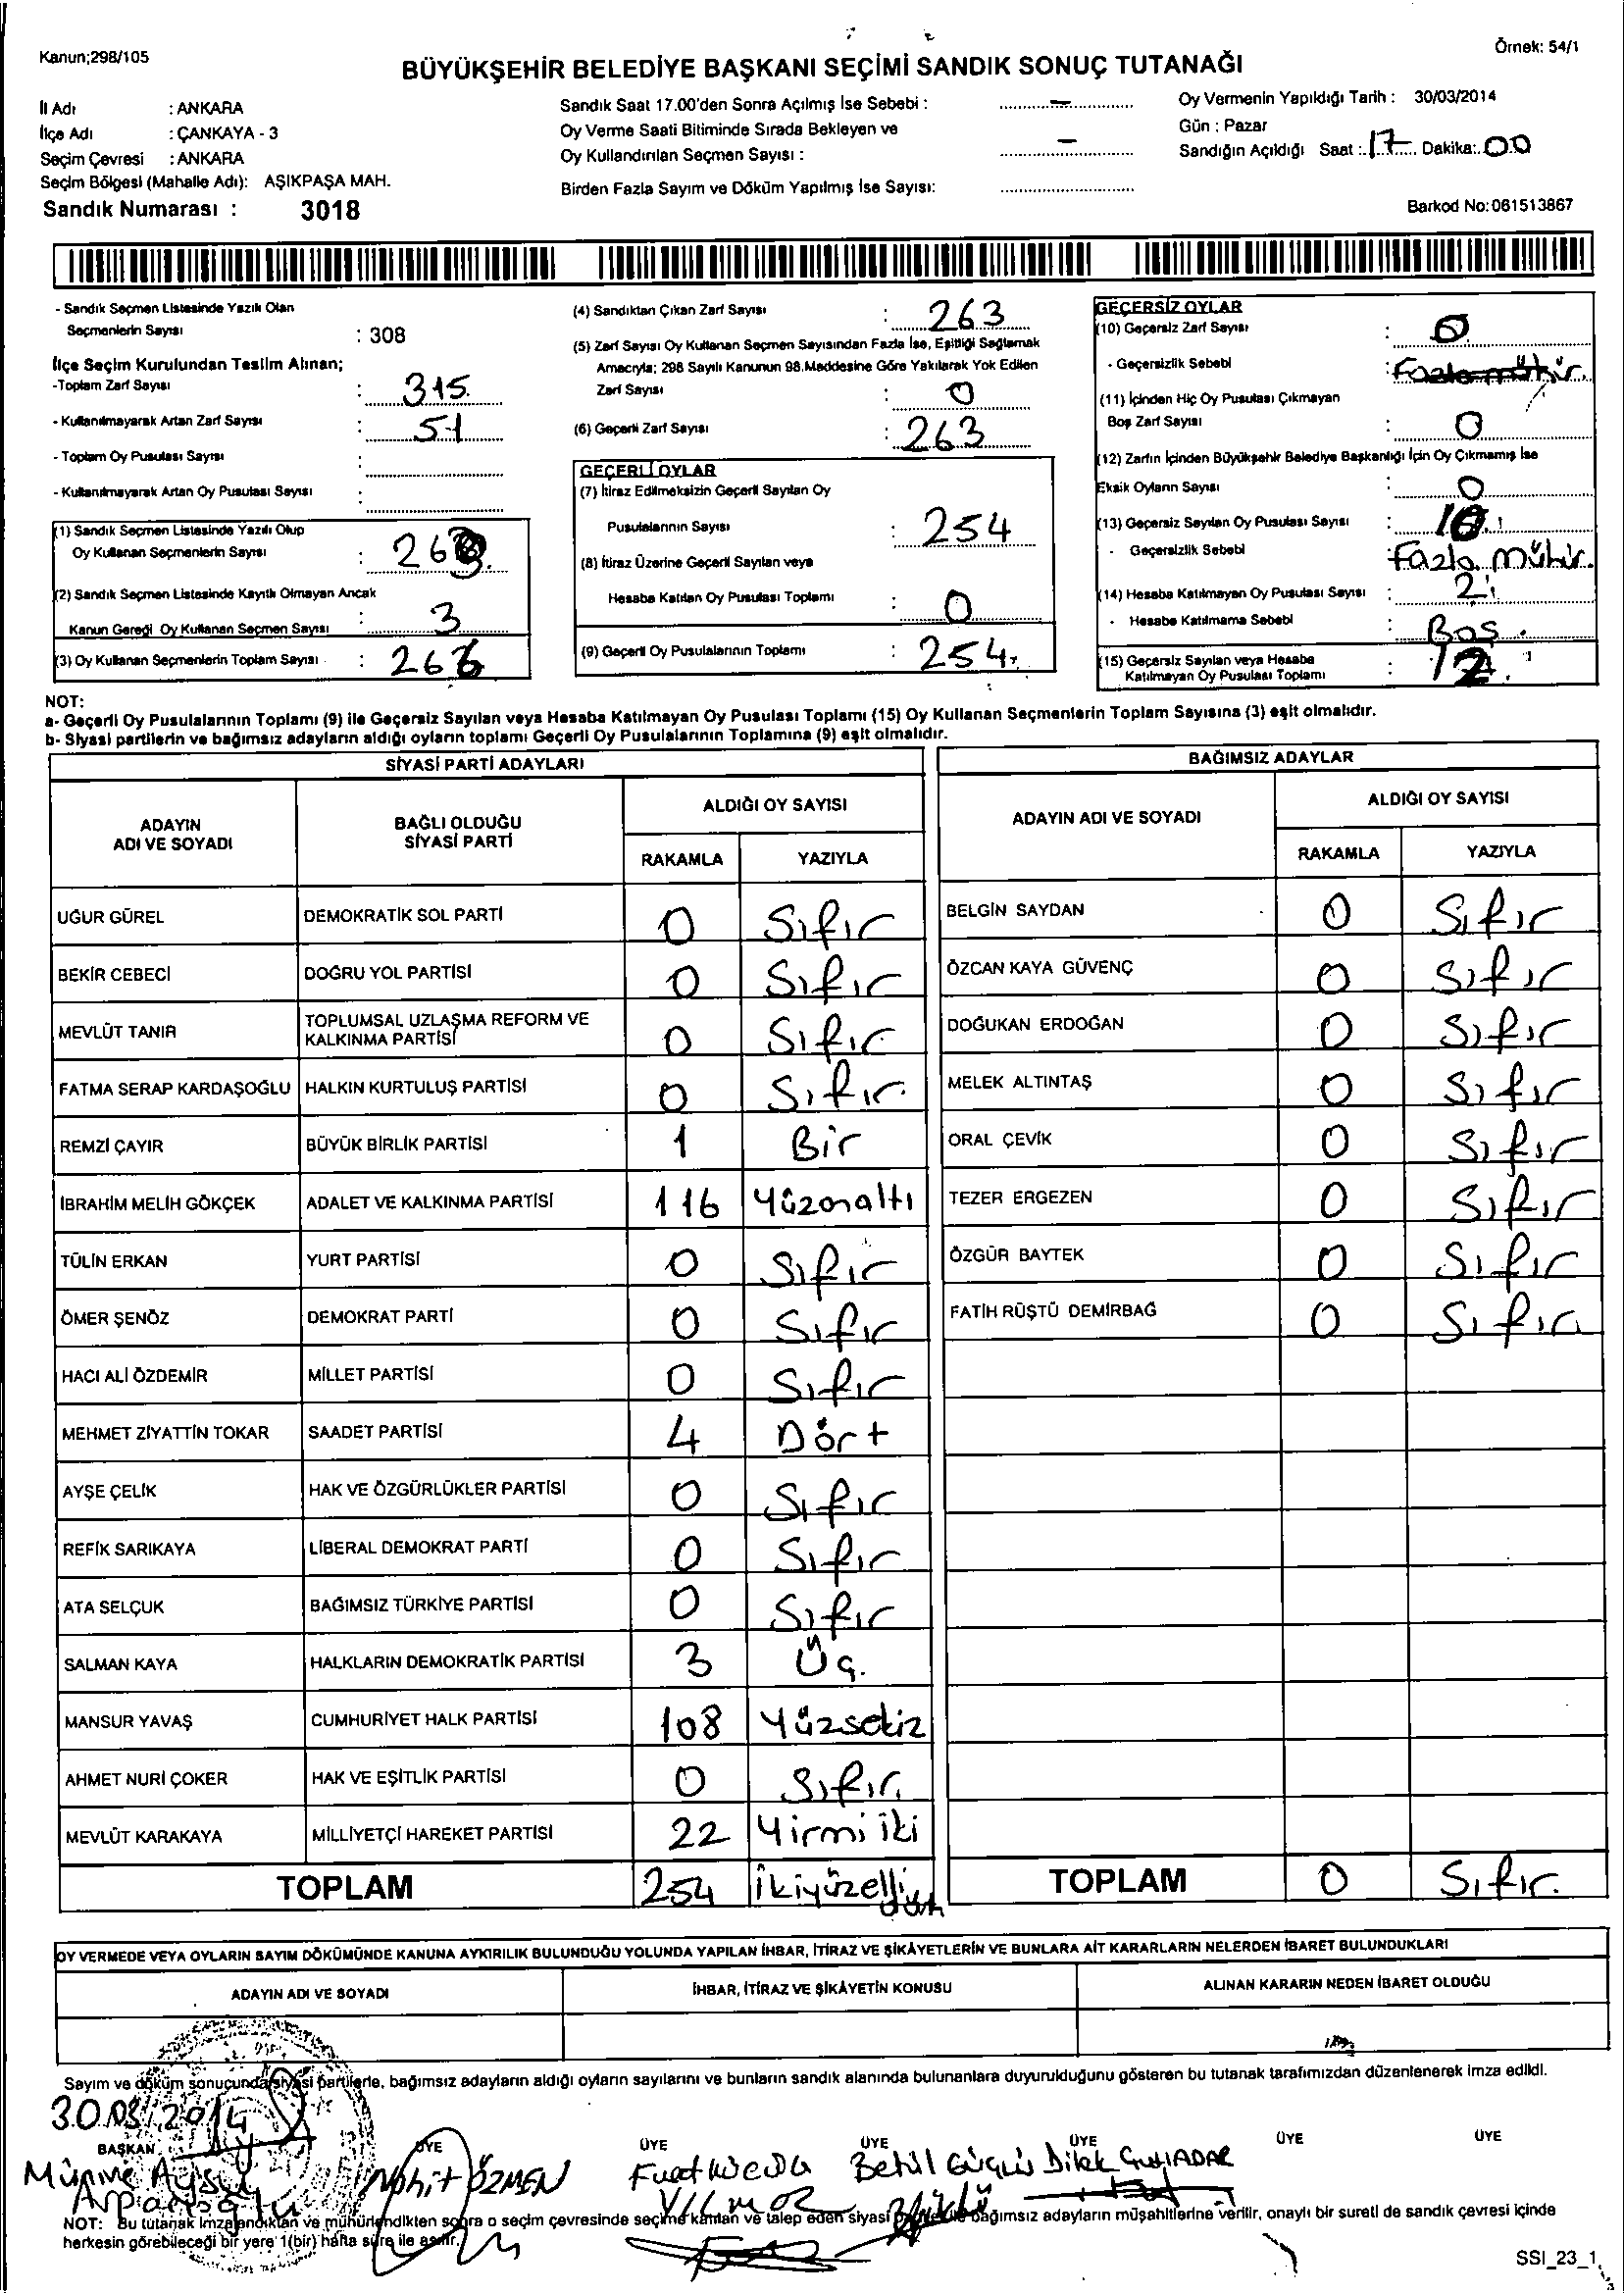 Kanun;298/105
Örnek: 54/1
BÜYÜKŞEHİR BELEDİYE BAŞKANI SEÇİMİ SANDIK SONUÇ TUTANAĞI
İl Adı : ANKARA
İlçe Adı : ÇANKAYA - 3
Seçim Çevresi : ANKARA
Seçim Bölgesi (Mahalle Adı): AŞIKPAŞA MAH.
Sandık Numarası : 3018
Sandık Saat 17.00'den Sonra Açılmış İse Sebebi : –
Oy Verme Saati Bitiminde Sırada Bekleyen ve
Oy Kullandırılan Seçmen Sayısı : –
Birden Fazla Sayım ve Döküm Yapılmış İse Sayısı:
Oy Vermenin Yapıldığı Tarih : 30/03/2014
Gün : Pazar
Sandığın Açıldığı Saat : 17 Dakika: 00
Barkod No:061513867
- Sandık Seçmen Listesinde Yazılı Olan
Seçmenlerin Sayısı : 308
İlçe Seçim Kurulundan Teslim Alınan;
-Toplam Zarf Sayısı : 315
- Kullanılmayarak Artan Zarf Sayısı : 51
- Toplam Oy Pusulası Sayısı :
- Kullanılmayarak Artan Oy Pusulası Sayısı :
(1) Sandık Seçmen Listesinde Yazılı Olup
Oy Kullanan Seçmenlerin Sayısı : 263.
(2) Sandık Seçmen Listesinde Kayıtlı Olmayan Ancak
Kanun Gereği Oy Kullanan Seçmen Sayısı : 3
(3) Oy Kullanan Seçmenlerin Toplam Sayısı : 266
(4) Sandıktan Çıkan Zarf Sayısı : 263
(5) Zarf Sayısı Oy Kullanan Seçmen Sayısından Fazla İse, Eşitliği Sağlamak
Amacıyla; 298 Sayılı Kanunun 98.Maddesine Göre Yakılarak Yok Edilen
Zarf Sayısı : 0
(6) Geçerli Zarf Sayısı : 263
GEÇERLİ OYLAR
(7) İtiraz Edilmeksizin Geçerli Sayılan Oy
Pusulalarının Sayısı : 254
(8) İtiraz Üzerine Geçerli Sayılan veya
Hesaba Katılan Oy Pusulası Toplamı : 0
(9) Geçerli Oy Pusulalarının Toplamı : 254
GEÇERSİZ OYLAR
(10) Geçersiz Zarf Sayısı : 0
- Geçersizlik Sebebi : Fazla mühür.
(11) İçinden Hiç Oy Pusulası Çıkmayan
Boş Zarf Sayısı : 0
(12) Zarfın İçinden Büyükşehir Belediye Başkanlığı İçin Oy Çıkmamış İse
Eksik Oyların Sayısı : 0
(13) Geçersiz Sayılan Oy Pusulası Sayısı : 10
- Geçersizlik Sebebi Fazla mühür.
(14) Hesaba Katılmayan Oy Pusulası Sayısı : 2
- Hesaba Katılmama Sebebi : Boş.
(15) Geçersiz Sayılan veya Hesaba
Katılmayan Oy Pusulası Toplamı : 12.
NOT:
a- Geçerli Oy Pusulalarının Toplamı (9) ile Geçersiz Sayılan veya Hesaba Katılmayan Oy Pusulası Toplamı (15) Oy Kullanan Seçmenlerin Toplam Sayısına (3) eşit olmalıdır.
b- Siyasi partilerin ve bağımsız adayların aldığı oyların toplamı Geçerli Oy Pusulalarının Toplamına (9) eşit olmalıdır.
SİYASİ PARTİ ADAYLARI
ADAYIN ADI VE SOYADI BAĞLI OLDUĞU SİYASİ PARTİ ALDIĞI OY SAYISI
RAKAMLA YAZIYLA
UĞUR GÜREL DEMOKRATİK SOL PARTİ 0 Sıfır
BEKİR CEBECİ DOĞRU YOL PARTİSİ 0 Sıfır
MEVLÜT TANIR TOPLUMSAL UZLAŞMA REFORM VE KALKINMA PARTİSİ 0 Sıfır
FATMA SERAP KARDAŞOĞLU HALKIN KURTULUŞ PARTİSİ 0 Sıfır.
REMZİ ÇAYIR BÜYÜK BİRLİK PARTİSİ 1 Bir
İBRAHİM MELİH GÖKÇEK ADALET VE KALKINMA PARTİSİ 116 Yüzonaltı
TÜLİN ERKAN YURT PARTİSİ 0 Sıfır
ÖMER ŞENÖZ DEMOKRAT PARTİ 0 Sıfır
HACI ALİ ÖZDEMİR MİLLET PARTİSİ 0 Sıfır
MEHMET ZİYATTİN TOKAR SAADET PARTİSİ 4 Dört
AYŞE ÇELİK HAK VE ÖZGÜRLÜKLER PARTİSİ 0 Sıfır
REFİK SARIKAYA LİBERAL DEMOKRAT PARTİ 0 Sıfır
ATA SELÇUK BAĞIMSIZ TÜRKİYE PARTİSİ 0 Sıfır
SALMAN KAYA HALKLARIN DEMOKRATİK PARTİSİ 3 Üç.
MANSUR YAVAŞ CUMHURİYET HALK PARTİSİ 108 Yüzsekiz
AHMET NURİ ÇOKER HAK VE EŞİTLİK PARTİSİ 0 Sıfır.
MEVLÜT KARAKAYA MİLLİYETÇİ HAREKET PARTİSİ 22 Yirmi iki
TOPLAM 254 İkiyüzelli dört
BAĞIMSIZ ADAYLAR
ADAYIN ADI VE SOYADI ALDIĞI OY SAYISI
RAKAMLA YAZIYLA
BELGİN SAYDAN 0 Sıfır
ÖZCAN KAYA GÜVENÇ 0 Sıfır
DOĞUKAN ERDOĞAN 0 Sıfır
MELEK ALTINTAŞ 0 Sıfır
ORAL ÇEVİK 0 Sıfır
TEZER ERGEZEN 0 Sıfır
ÖZGÜR BAYTEK 0 Sıfır
FATİH RÜŞTÜ DEMİRBAĞ 0 Sıfır
TOPLAM 0 Sıfır.
OY VERMEDE VEYA OYLARIN SAYIM DÖKÜMÜNDE KANUNA AYKIRILIK BULUNDUĞU YOLUNDA YAPILAN İHBAR, İTİRAZ VE ŞİKÂYETLERİN VE BUNLARA AİT KARARLARIN NELERDEN İBARET BULUNDUKLARI
ADAYIN ADI VE SOYADI İHBAR, İTİRAZ VE ŞİKÂYETİN KONUSU ALINAN KARARIN NEDEN İBARET OLDUĞU
Sayım ve döküm sonucunda siyasi partilerle, bağımsız adayların aldığı oyların sayılarını ve bunların sandık alanında bulunanlara duyurulduğunu gösteren bu tutanak tarafımızdan düzenlenerek imza edildi.
30.03.2014
BAŞKAN ÜYE ÜYE ÜYE ÜYE ÜYE ÜYE
Nahit ÖZMEN Fuat Betül Güçlü Dilek
Yılmaz
NOT: Bu tutanak imzalandıktan ve mühürlendikten sonra o seçim çevresinde seçime katılan ve talep eden siyasi parti ile bağımsız adayların müşahitlerine verilir, onaylı bir sureti de sandık çevresi içinde
herkesin görebileceği bir yere 1(bir) hafta süre ile asılır.
SSI_23_1